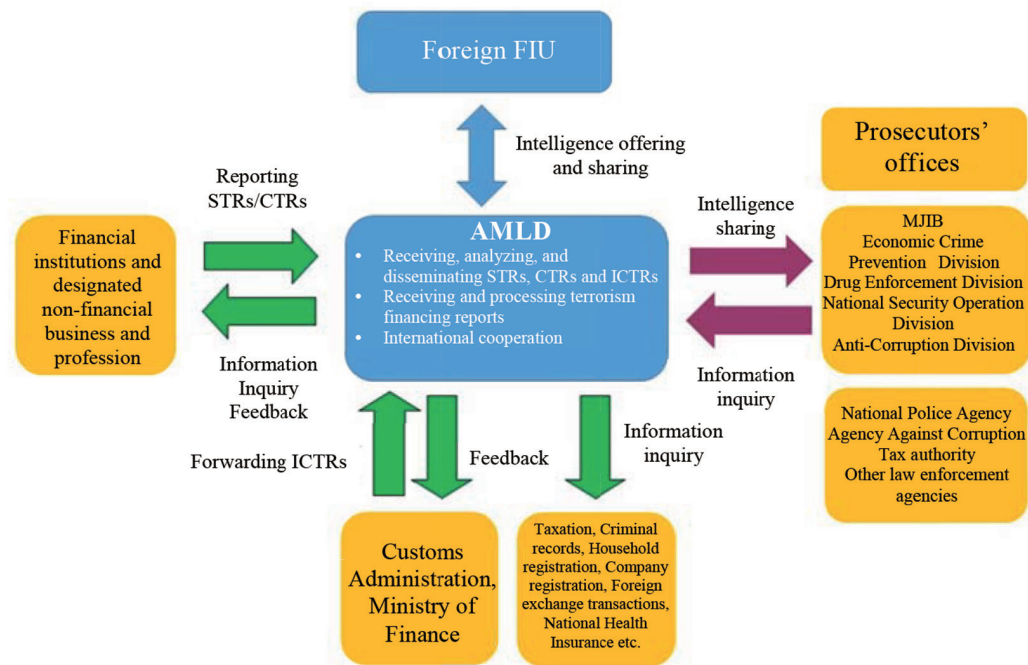 Foreign FIU
Intelligence offering
and sharing
Prosecutors’
offices
Reporting
STRs/CTRs
Intelligence
sharing
Financial
institutions and
designated
non-financial
business and
profession
AMLD
• Receiving, analyzing, and
disseminating STRs, CTRs and ICTRs
• Receiving and processing terrorism
financing reports
• International cooperation
MJIB
Economic Crime
Prevention Division
Drug Enforcement Division
National Security Operation
Division
Anti-Corruption Division
Information
Inquiry
Feedback
Information
inquiry
Forwarding ICTRs
Feedback
Information
inquiry
National Police Agency
Agency Against Corruption
Tax authority
Other law enforcement
agencies
Customs
Administration,
Ministry of
Finance
Taxation, Criminal
records, Household
registration, Company
registration, Foreign
exchange transactions,
National Health
Insurance etc.